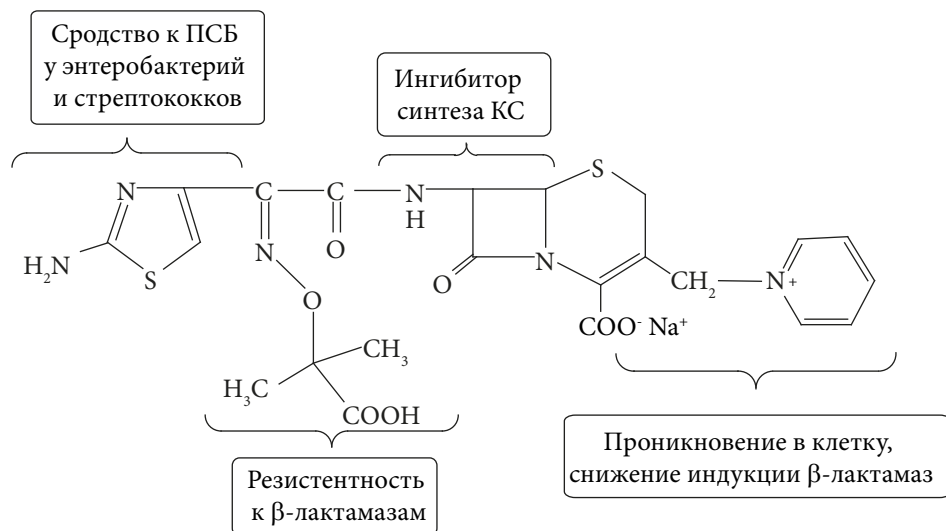 Сродство к ПСБ
у энтеробактерий
и стрептококков
Ингибитор
синтеза КС
S
N
C
C
N
H
H₂N
S
N
O
O
N
CH₂
N
+
O
COO⁻ Na⁺
CH₃
H₃C
COOH
Проникновение в клетку,
снижение индукции β-лактамаз
Резистентность
к β-лактамазам